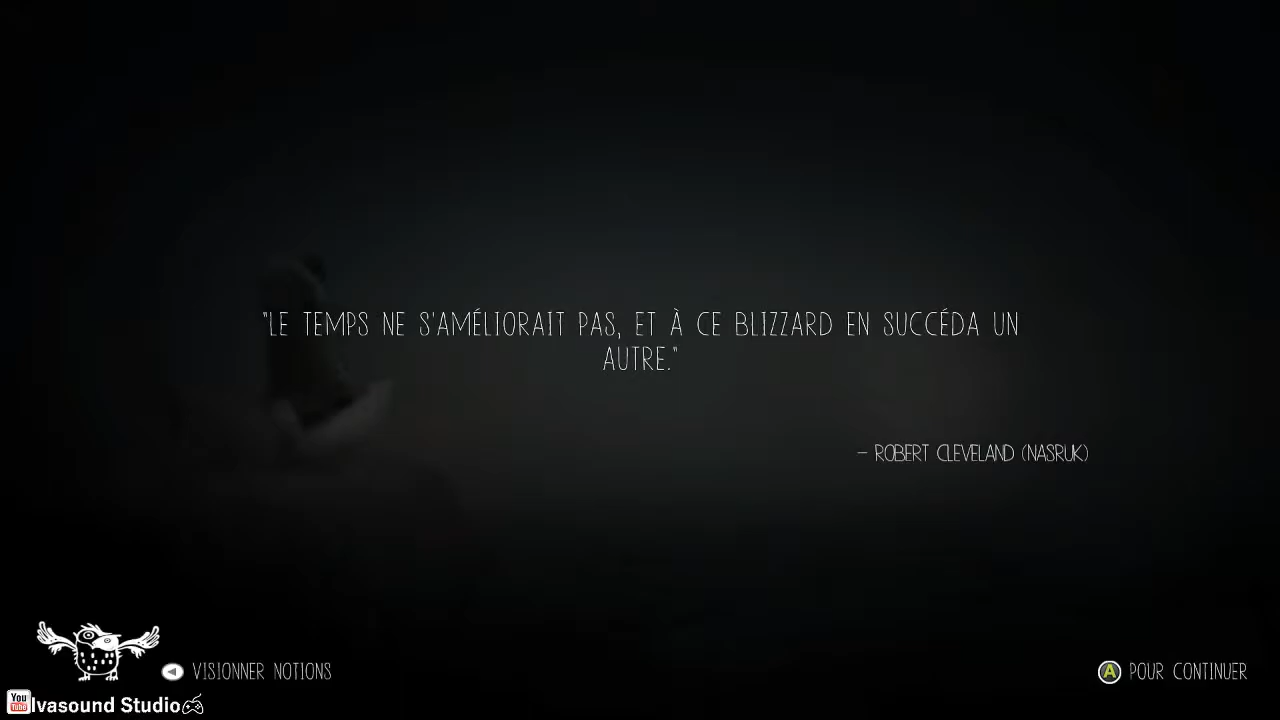 "LE TEMPS NE S'AMÉLIORAIT PAS, ET À CE BLIZZARD EN SUCCÉDA UN
AUTRE."
— ROBERT CLEVELAND (NASRUK)
VISIONNER NOTIONS
A POUR CONTINUER
You Tube lvasound Studio